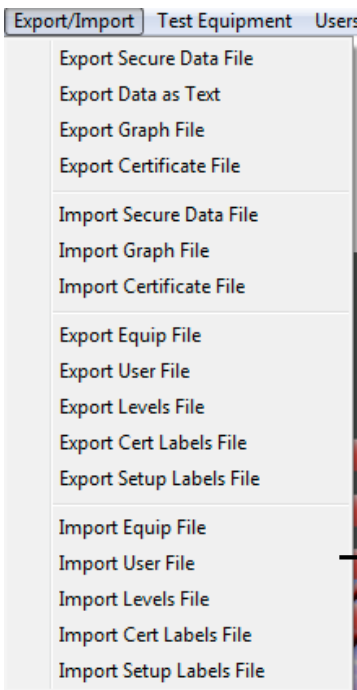 Export/Import Test Equipment Users
Export Secure Data File
Export Data as Text
Export Graph File
Export Certificate File
Import Secure Data File
Import Graph File
Import Certificate File
Export Equip File
Export User File
Export Levels File
Export Cert Labels File
Export Setup Labels File
Import Equip File
Import User File
Import Levels File
Import Cert Labels File
Import Setup Labels File